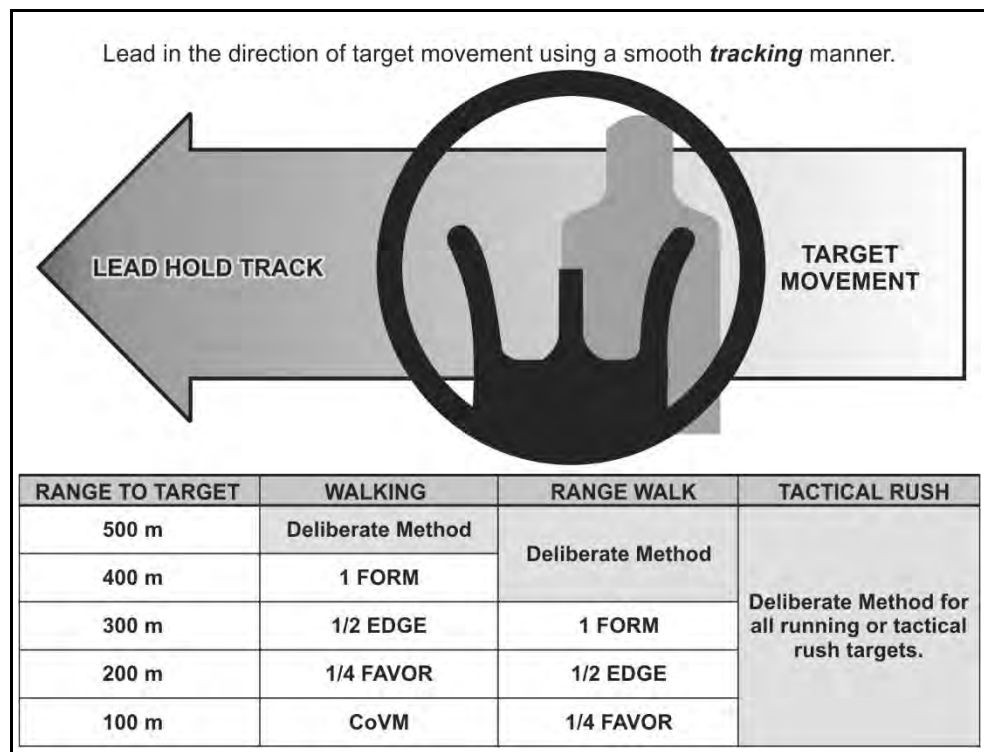 Lead in the direction of target movement using a smooth tracking manner.
LEAD HOLD TRACK
TARGET
MOVEMENT
RANGE TO TARGET WALKING RANGE WALK TACTICAL RUSH
500 m Deliberate Method Deliberate Method Deliberate Method for
all running or tactical
rush targets.
400 m 1 FORM
300 m 1/2 EDGE 1 FORM
200 m 1/4 FAVOR 1/2 EDGE
100 m CoVM 1/4 FAVOR